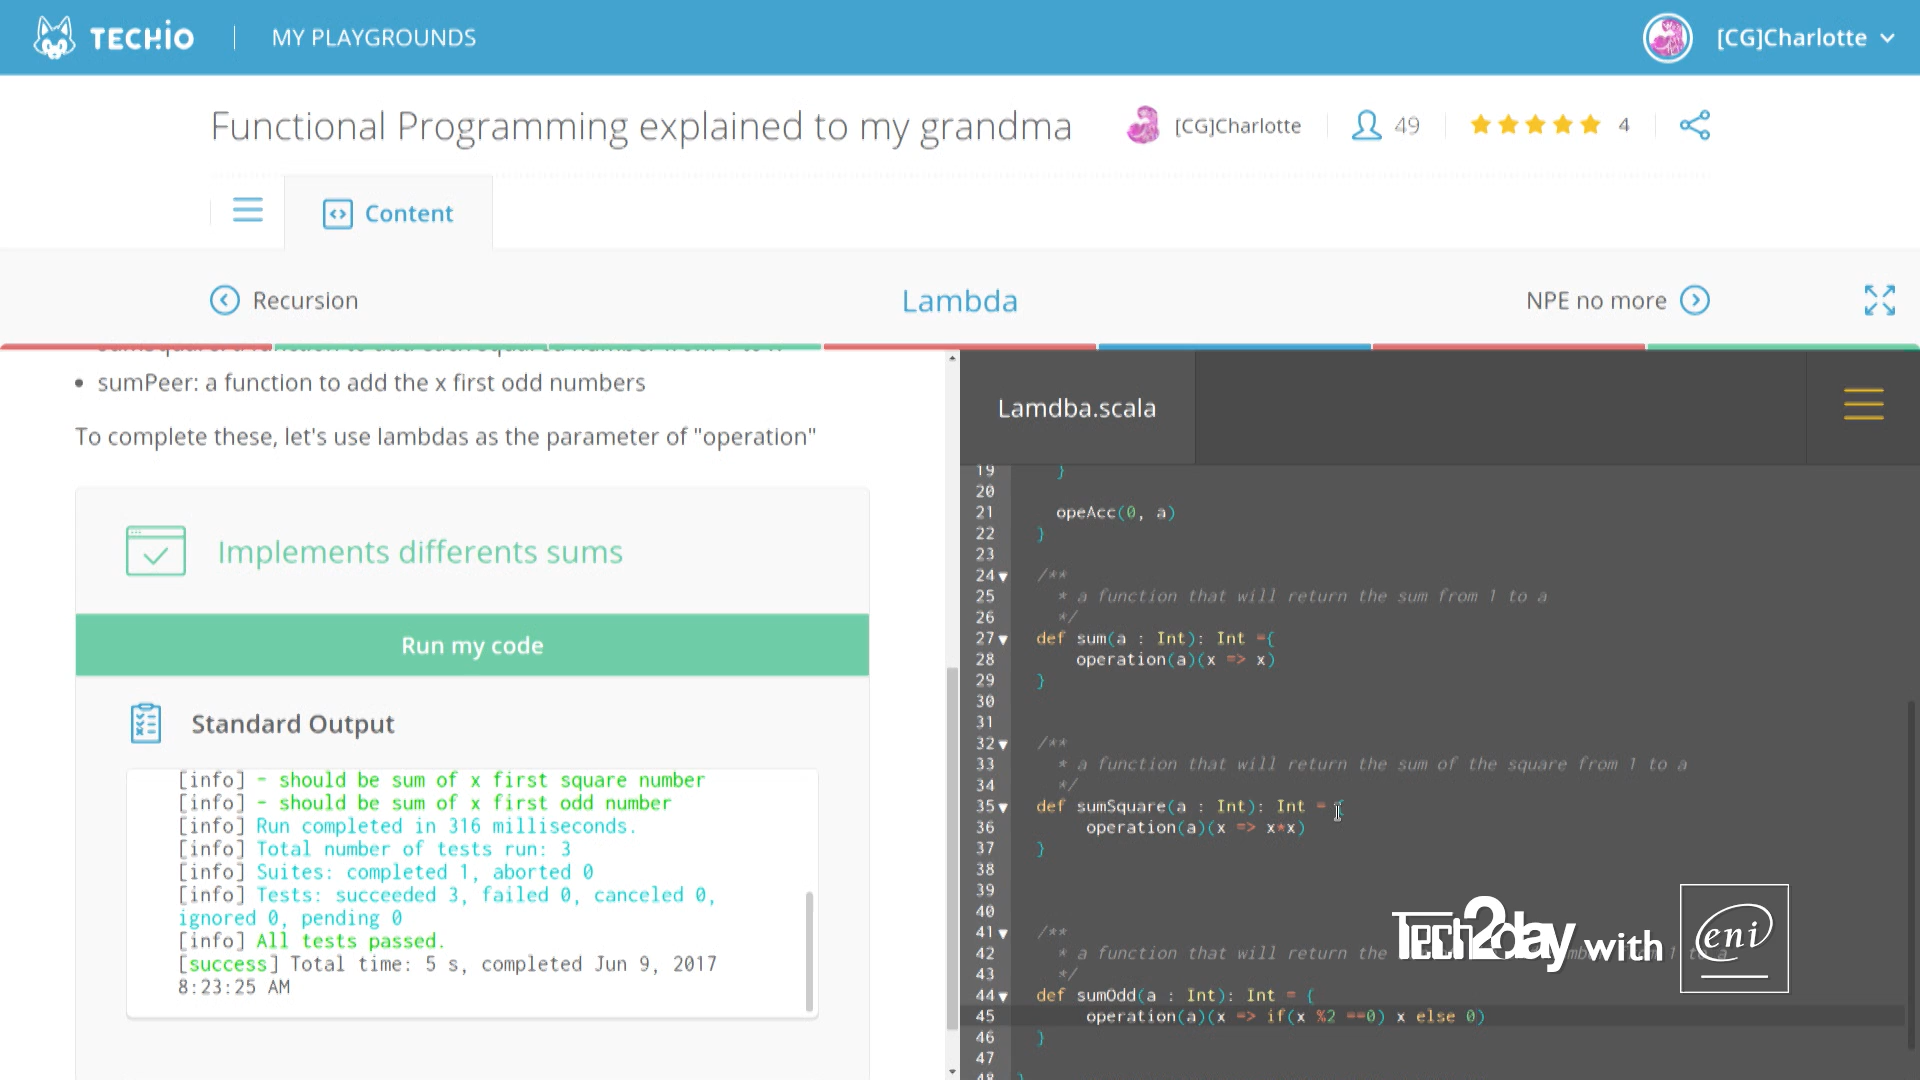 TECH.IO
MY PLAYGROUNDS
[CG]Charlotte
Functional Programming explained to my grandma
[CG]Charlotte
49
4
Content
Recursion
Lambda
NPE no more
• sumPeer: a function to add the x first odd numbers
To complete these, let's use lambdas as the parameter of "operation"
Implements differents sums
Run my code
Standard Output
[info] - should be sum of x first square number
[info] - should be sum of x first odd number
[info] Run completed in 316 milliseconds.
[info] Total number of tests run: 3
[info] Suites: completed 1, aborted 0
[info] Tests: succeeded 3, failed 0, canceled 0,
ignored 0, pending 0
[info] All tests passed.
[success] Total time: 5 s, completed Jun 9, 2017
8:23:25 AM
Lamdba.scala
19 }
20
21 opeAcc(0, a)
22 }
23
24 /**
25 * a function that will return the sum from 1 to a
26 */
27 def sum(a : Int): Int ={
28 operation(a)(x => x)
29 }
30
31
32 /**
33 * a function that will return the sum of the square from 1 to a
34 */
35 def sumSquare(a : Int): Int = {
36 operation(a)(x => x*x)
37 }
38
39
40
41 /**
42 * a function that will return the
43 */
44 def sumOdd(a : Int): Int = {
45 operation(a)(x => if(x %2 ==0) x else 0)
46 }
47
48 }
Tech2day with eni